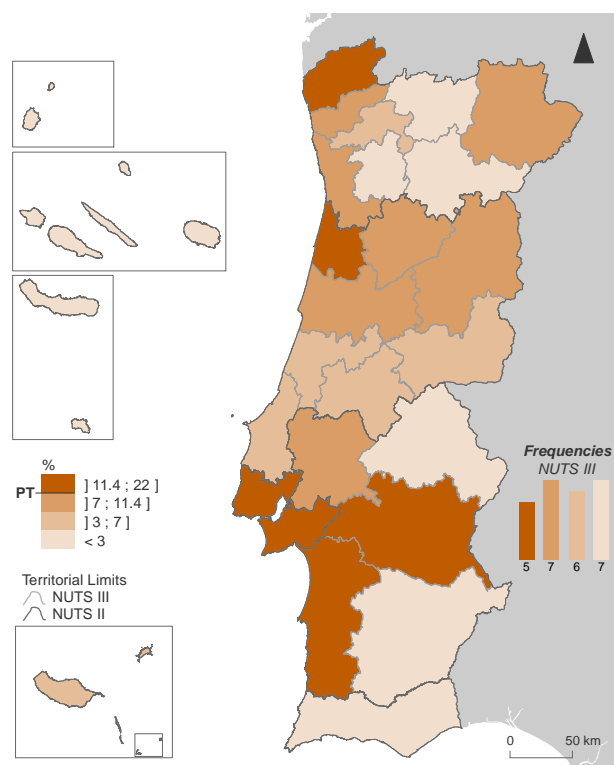 %
PT
] 11.4 ; 22 ]
] 7 ; 11.4 ]
] 3 ; 7 ]
< 3
Territorial Limits
NUTS III
NUTS II
Frequencies
NUTS III
5 7 6 7
0 50 km